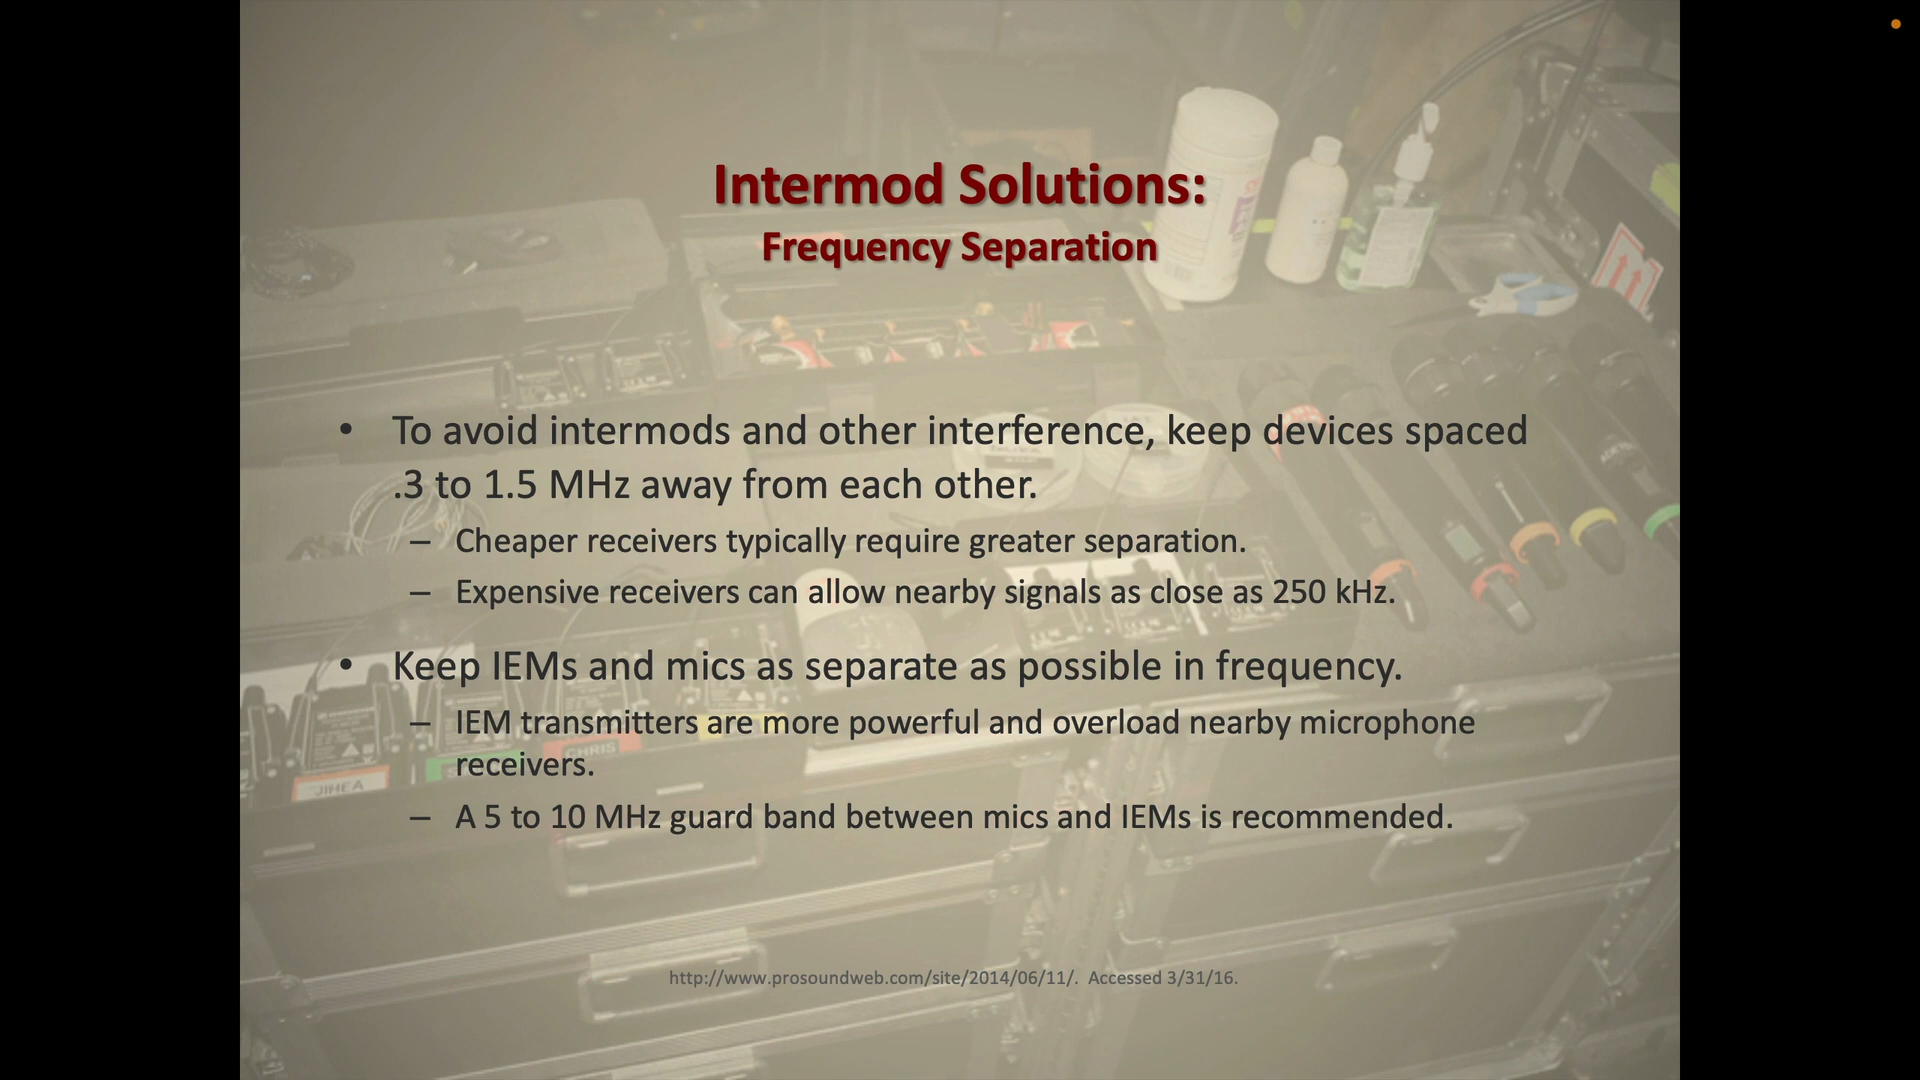 Intermod Solutions:
Frequency Separation
• To avoid intermods and other interference, keep devices spaced
.3 to 1.5 MHz away from each other.
– Cheaper receivers typically require greater separation.
– Expensive receivers can allow nearby signals as close as 250 kHz.
• Keep IEMs and mics as separate as possible in frequency.
– IEM transmitters are more powerful and overload nearby microphone
receivers.
CHRIS
JIHEA
– A 5 to 10 MHz guard band between mics and IEMs is recommended.
http://www.prosoundweb.com/site/2014/06/11/. Accessed 3/31/16.